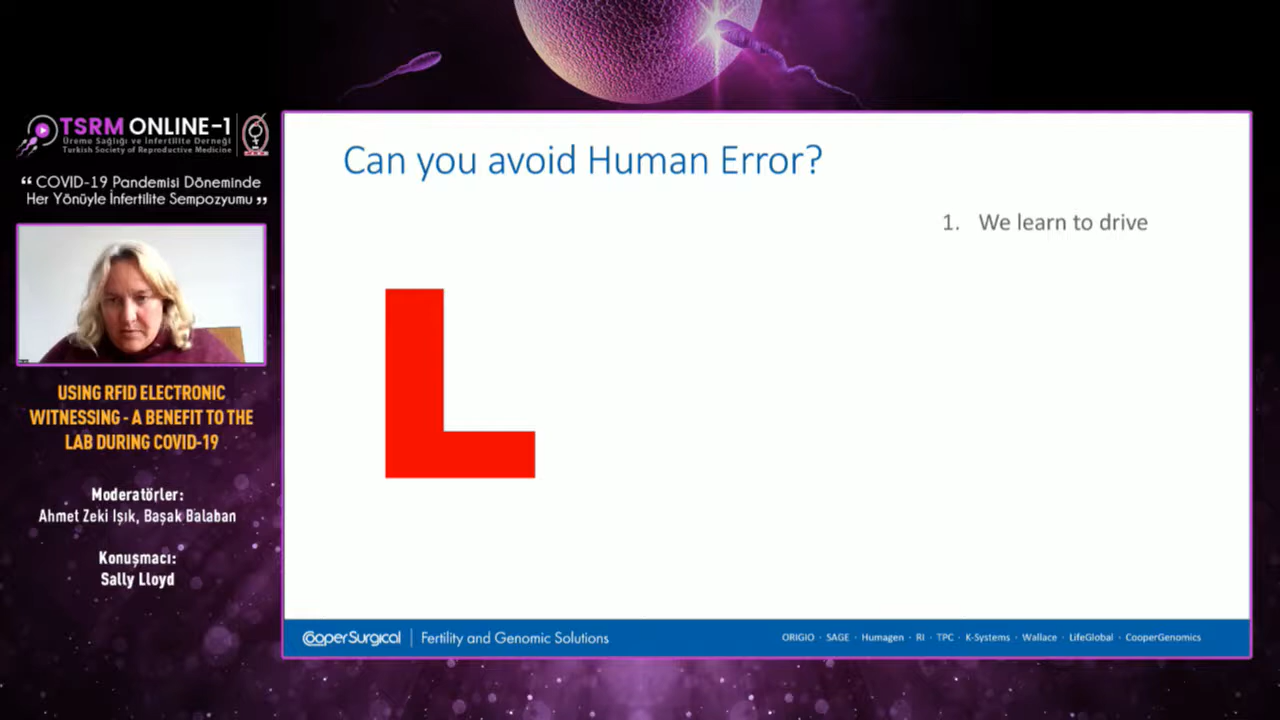 TSRM ONLINE-1
Üreme Sağlığı ve İnfertilite Derneği
Turkish Society of Reproductive Medicine
“ COVID-19 Pandemisi Döneminde
Her Yönüyle İnfertilite Sempozyumu ”
USING RFID ELECTRONIC
WITNESSING - A BENEFIT TO THE
LAB DURING COVID-19
Moderatörler:
Ahmet Zeki Işık, Başak Balaban
Konuşmacı:
Sally Lloyd
Can you avoid Human Error?
1. We learn to drive
L
CooperSurgical | Fertility and Genomic Solutions
ORIGIO · SAGE · Humagen · RI · TPC · K-Systems · Wallace · LifeGlobal · CooperGenomics